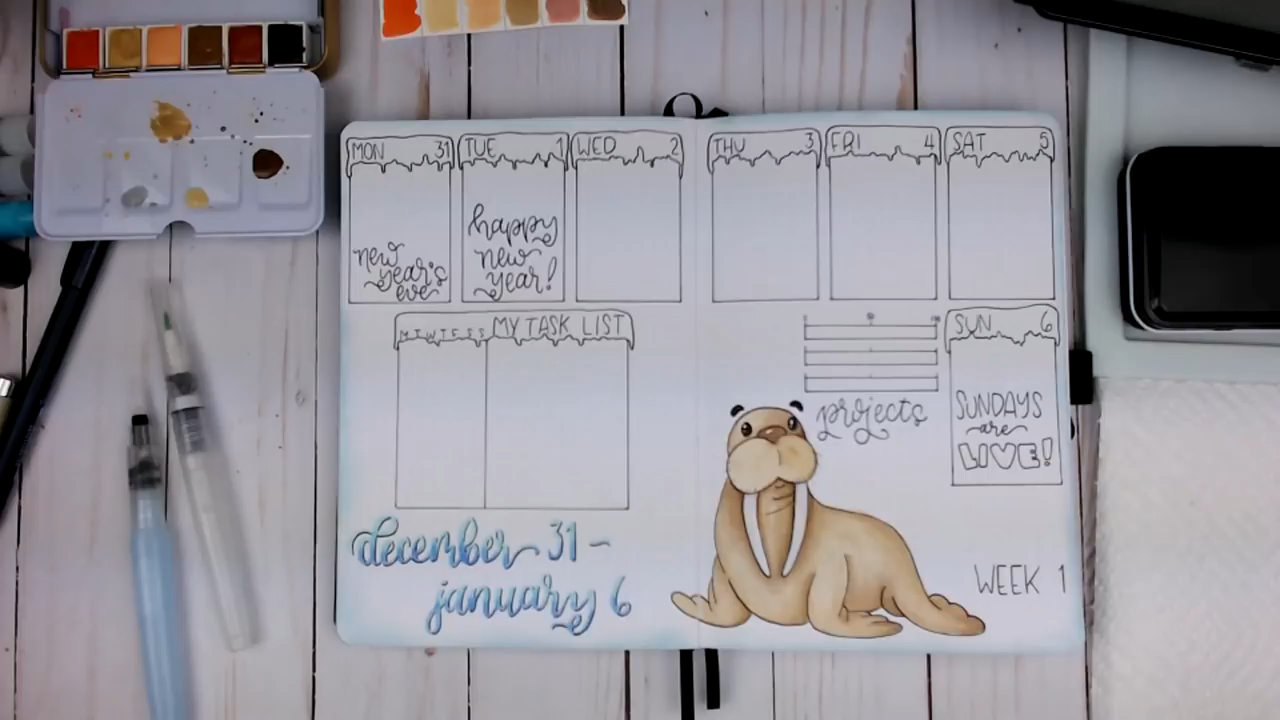 MON 31
TUE 1
WED 2
THU 3
FRI 4
SAT 5
new
year's
eve
happy
new
year!
MTWTFSS MY TASK LIST
projects
SUN 6
SUNDAYS
are
LIVE!
december 31 -
january 6
WEEK 1